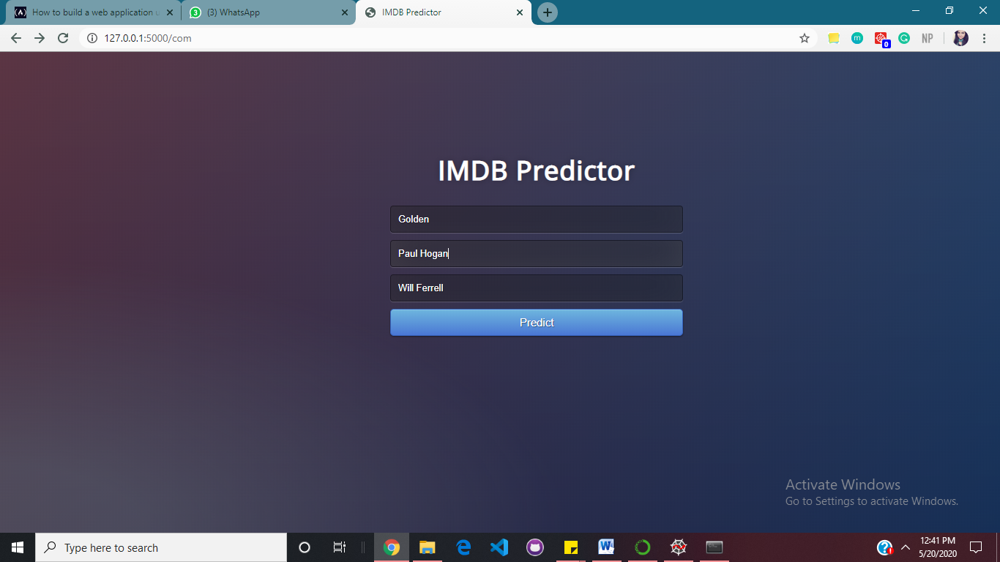 How to build a web application u
(3) WhatsApp
IMDB Predictor
127.0.0.1:5000/com
0
NP
IMDB Predictor
Golden
Paul Hogan
Will Ferrell
Predict
Activate Windows
Go to Settings to activate Windows.
Type here to search
12:41 PM
5/20/2020